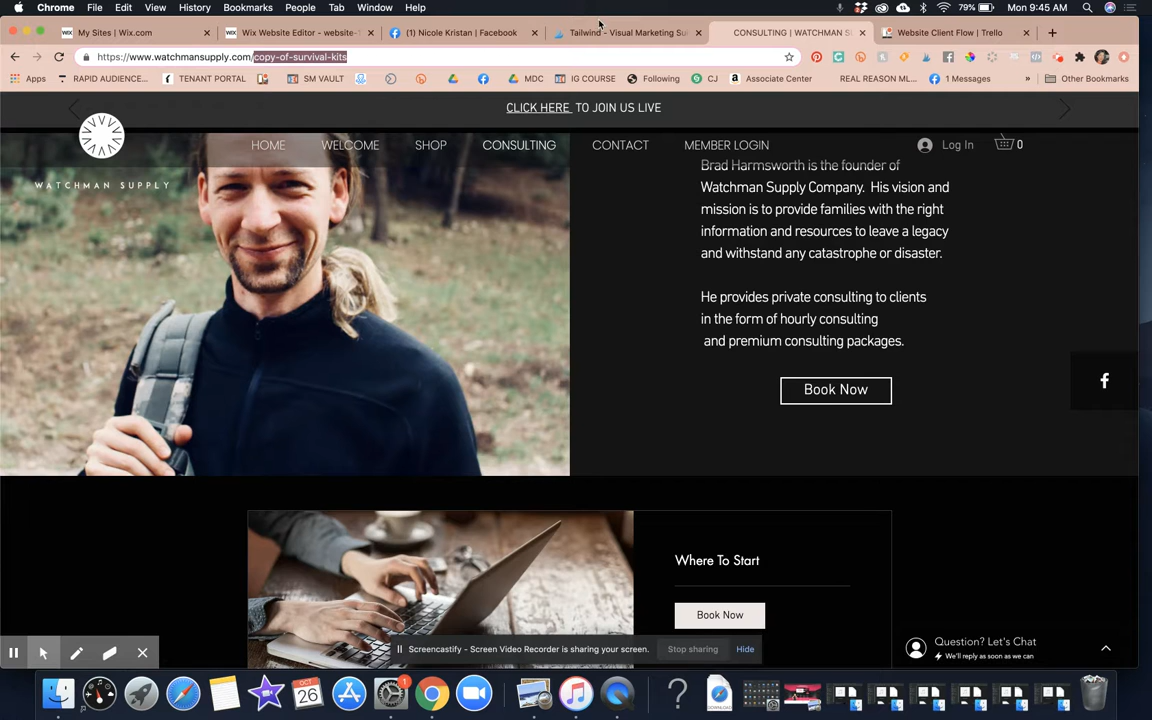 Chrome File Edit View History Bookmarks People Tab Window Help
79% Mon 9:45 AM
My Sites | Wix.com
Wix Website Editor - website-
(1) Nicole Kristan | Facebook
Tailwind - Visual Marketing Sui
CONSULTING | WATCHMAN S
Website Client Flow | Trello
https://www.watchmansupply.com/copy-of-survival-kits
Apps RAPID AUDIENCE... TENANT PORTAL SM VAULT MDC IG COURSE Following CJ Associate Center REAL REASON ML... 1 Messages » Other Bookmarks
CLICK HERE TO JOIN US LIVE
HOME WELCOME SHOP CONSULTING CONTACT MEMBER LOGIN Log In 0
WATCHMAN SUPPLY
Brad Harmsworth is the founder of
Watchman Supply Company. His vision and
mission is to provide families with the right
information and resources to leave a legacy
and withstand any catastrophe or disaster.
He provides private consulting to clients
in the form of hourly consulting
and premium consulting packages.
Book Now
Where To Start
Book Now
Screencastify - Screen Video Recorder is sharing your screen. Stop sharing Hide
Question? Let's Chat
We'll reply as soon as we can
OCT
26
1